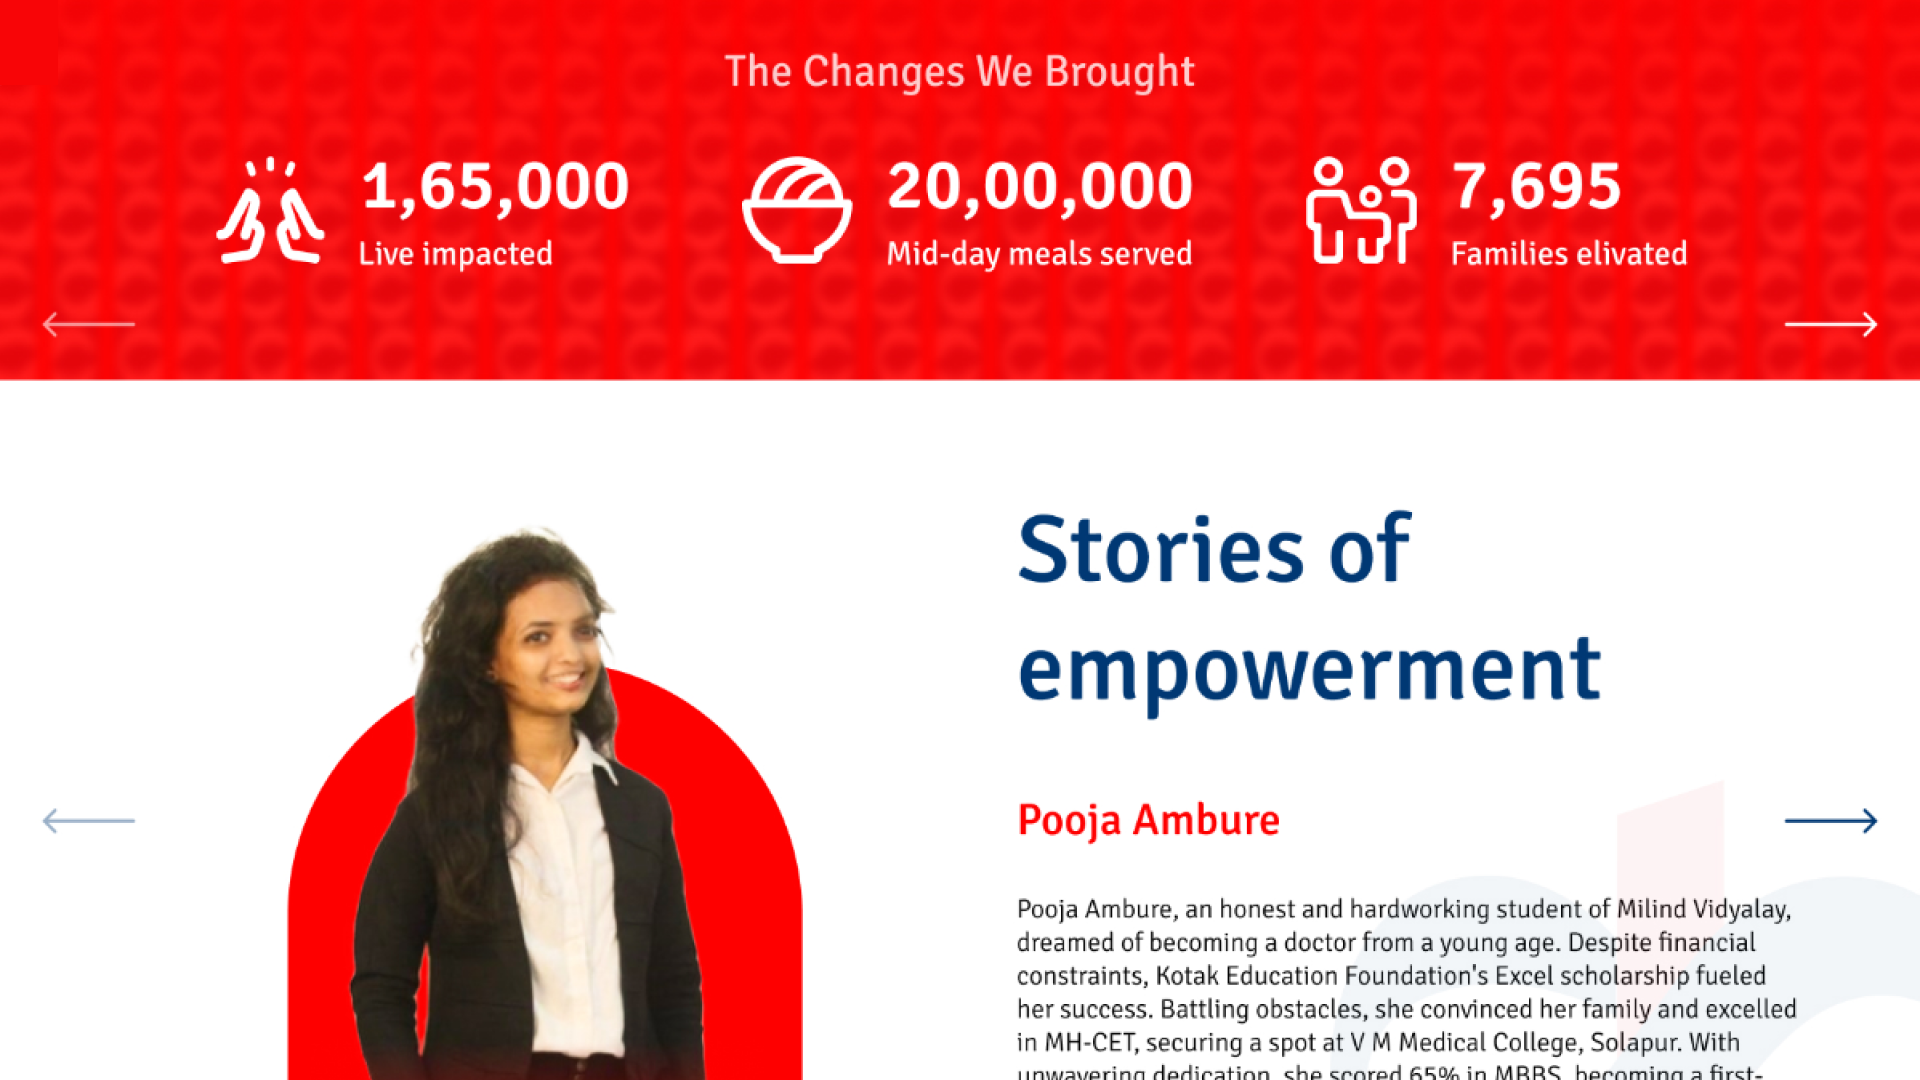 The Changes We Brought
1,65,000
Live impacted
20,00,000
Mid-day meals served
7,695
Families elivated
Stories of
empowerment
Pooja Ambure
Pooja Ambure, an honest and hardworking student of Milind Vidyalay,
dreamed of becoming a doctor from a young age. Despite financial
constraints, Kotak Education Foundation's Excel scholarship fueled
her success. Battling obstacles, she convinced her family and excelled
in MH-CET, securing a spot at V M Medical College, Solapur. With
unwavering dedication, she scored 65% in MBBS, becoming a first-